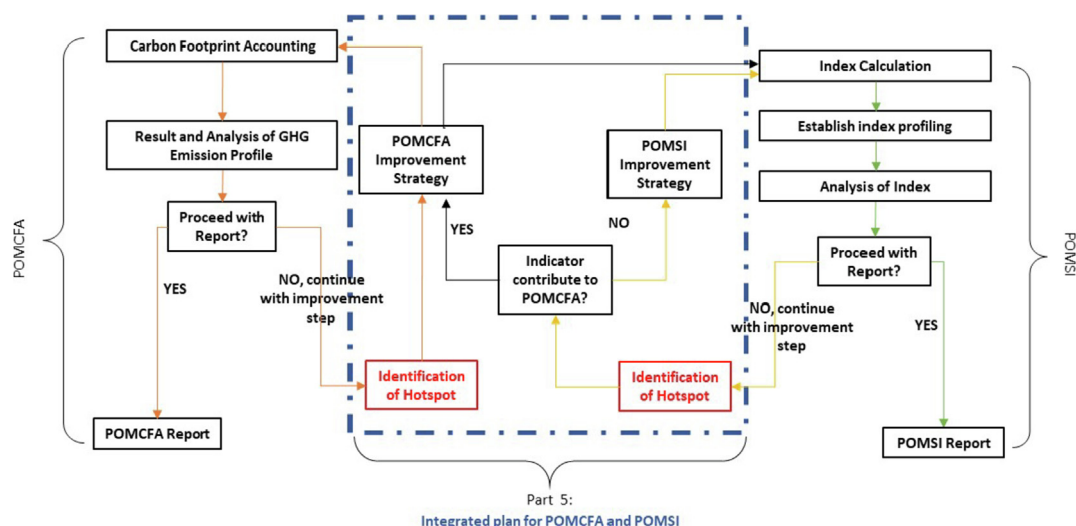 POMCFA
Carbon Footprint Accounting
Result and Analysis of GHG
Emission Profile
Proceed with
Report?
YES
NO, continue
with improvement
step
POMCFA Report
POMCFA
Improvement
Strategy
YES
Identification
of Hotspot
Indicator
contribute to
POMCFA?
NO
POMSI
Improvement
Strategy
Identification
of Hotspot
Index Calculation
Establish index profiling
Analysis of Index
Proceed with
Report?
NO, continue
with improvement
step
YES
POMSI Report
POMSI
Part 5:
Integrated plan for POMCFA and POMSI